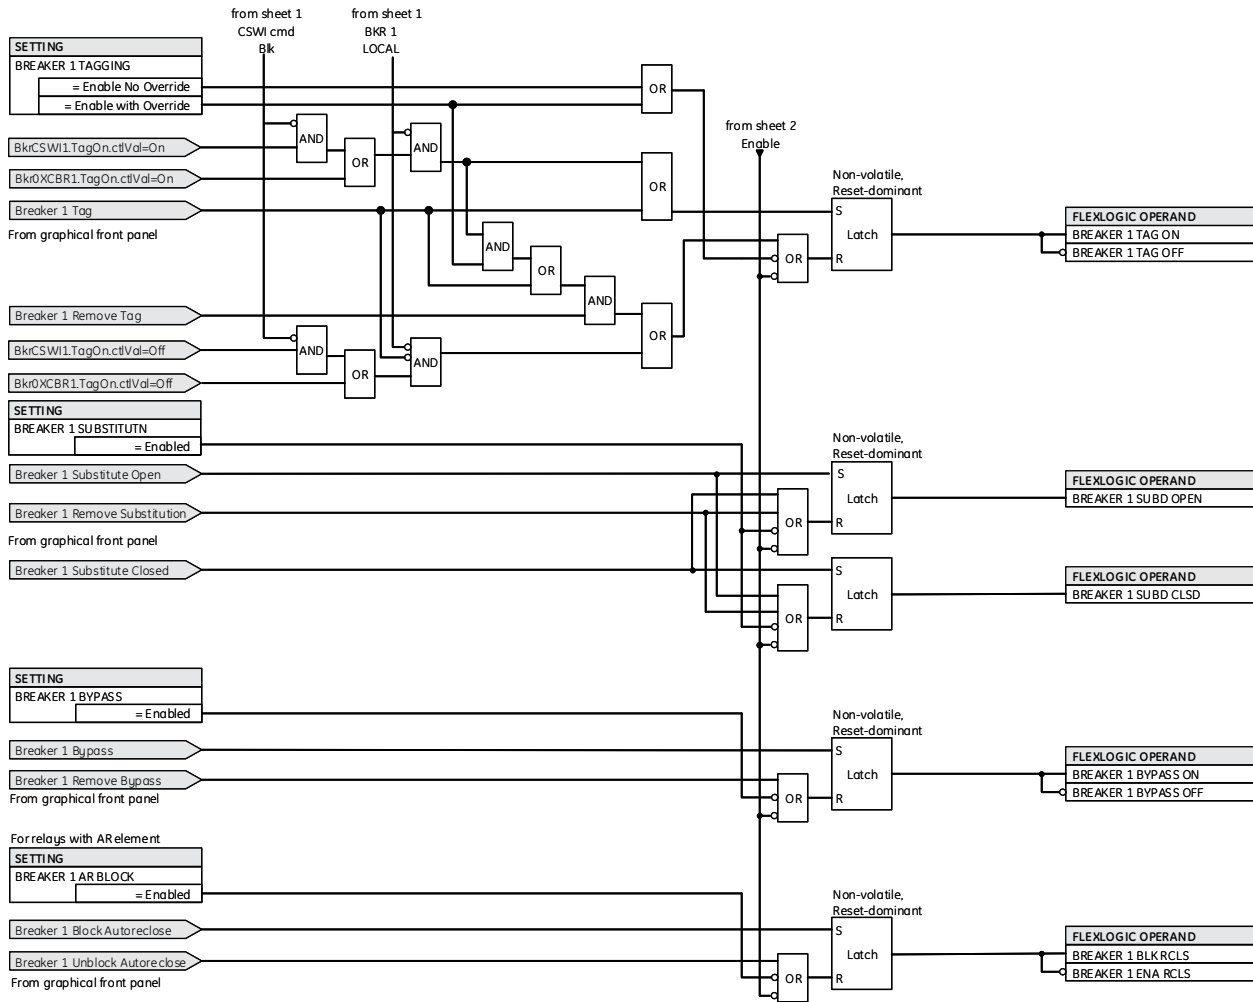 from sheet 1
CSWI cmd
Blk
from sheet 1
BKR 1
LOCAL
SETTING
BREAKER 1 TAGGING
= Enable No Override
= Enable with Override
OR
from sheet 2
Enable
BkrCSWI1.TagOn.ctlVal=On
AND
AND
OR
Bkr0XCBR1.TagOn.ctlVal=On
OR
Non-volatile,
Reset-dominant
Breaker 1 Tag
From graphical front panel
S
Latch
R
FLEXLOGIC OPERAND
BREAKER 1 TAG ON
BREAKER 1 TAG OFF
AND
OR
OR
AND
Breaker 1 Remove Tag
OR
BkrCSWI1.TagOn.ctlVal=Off
AND
AND
OR
Bkr0XCBR1.TagOn.ctlVal=Off
SETTING
BREAKER 1 SUBSTITUTN
= Enabled
Non-volatile,
Reset-dominant
Breaker 1 Substitute Open
S
Latch
R
FLEXLOGIC OPERAND
BREAKER 1 SUBD OPEN
Breaker 1 Remove Substitution
From graphical front panel
OR
Breaker 1 Substitute Closed
S
Latch
R
FLEXLOGIC OPERAND
BREAKER 1 SUBD CLSD
OR
SETTING
BREAKER 1 BYPASS
= Enabled
Non-volatile,
Reset-dominant
Breaker 1 Bypass
S
Latch
R
FLEXLOGIC OPERAND
BREAKER 1 BYPASS ON
BREAKER 1 BYPASS OFF
Breaker 1 Remove Bypass
From graphical front panel
OR
For relays with AR element
SETTING
BREAKER 1 AR BLOCK
= Enabled
Non-volatile,
Reset-dominant
Breaker 1 Block Autoreclose
S
Latch
R
FLEXLOGIC OPERAND
BREAKER 1 BLK RCLS
BREAKER 1 ENA RCLS
Breaker 1 Unblock Autoreclose
From graphical front panel
OR